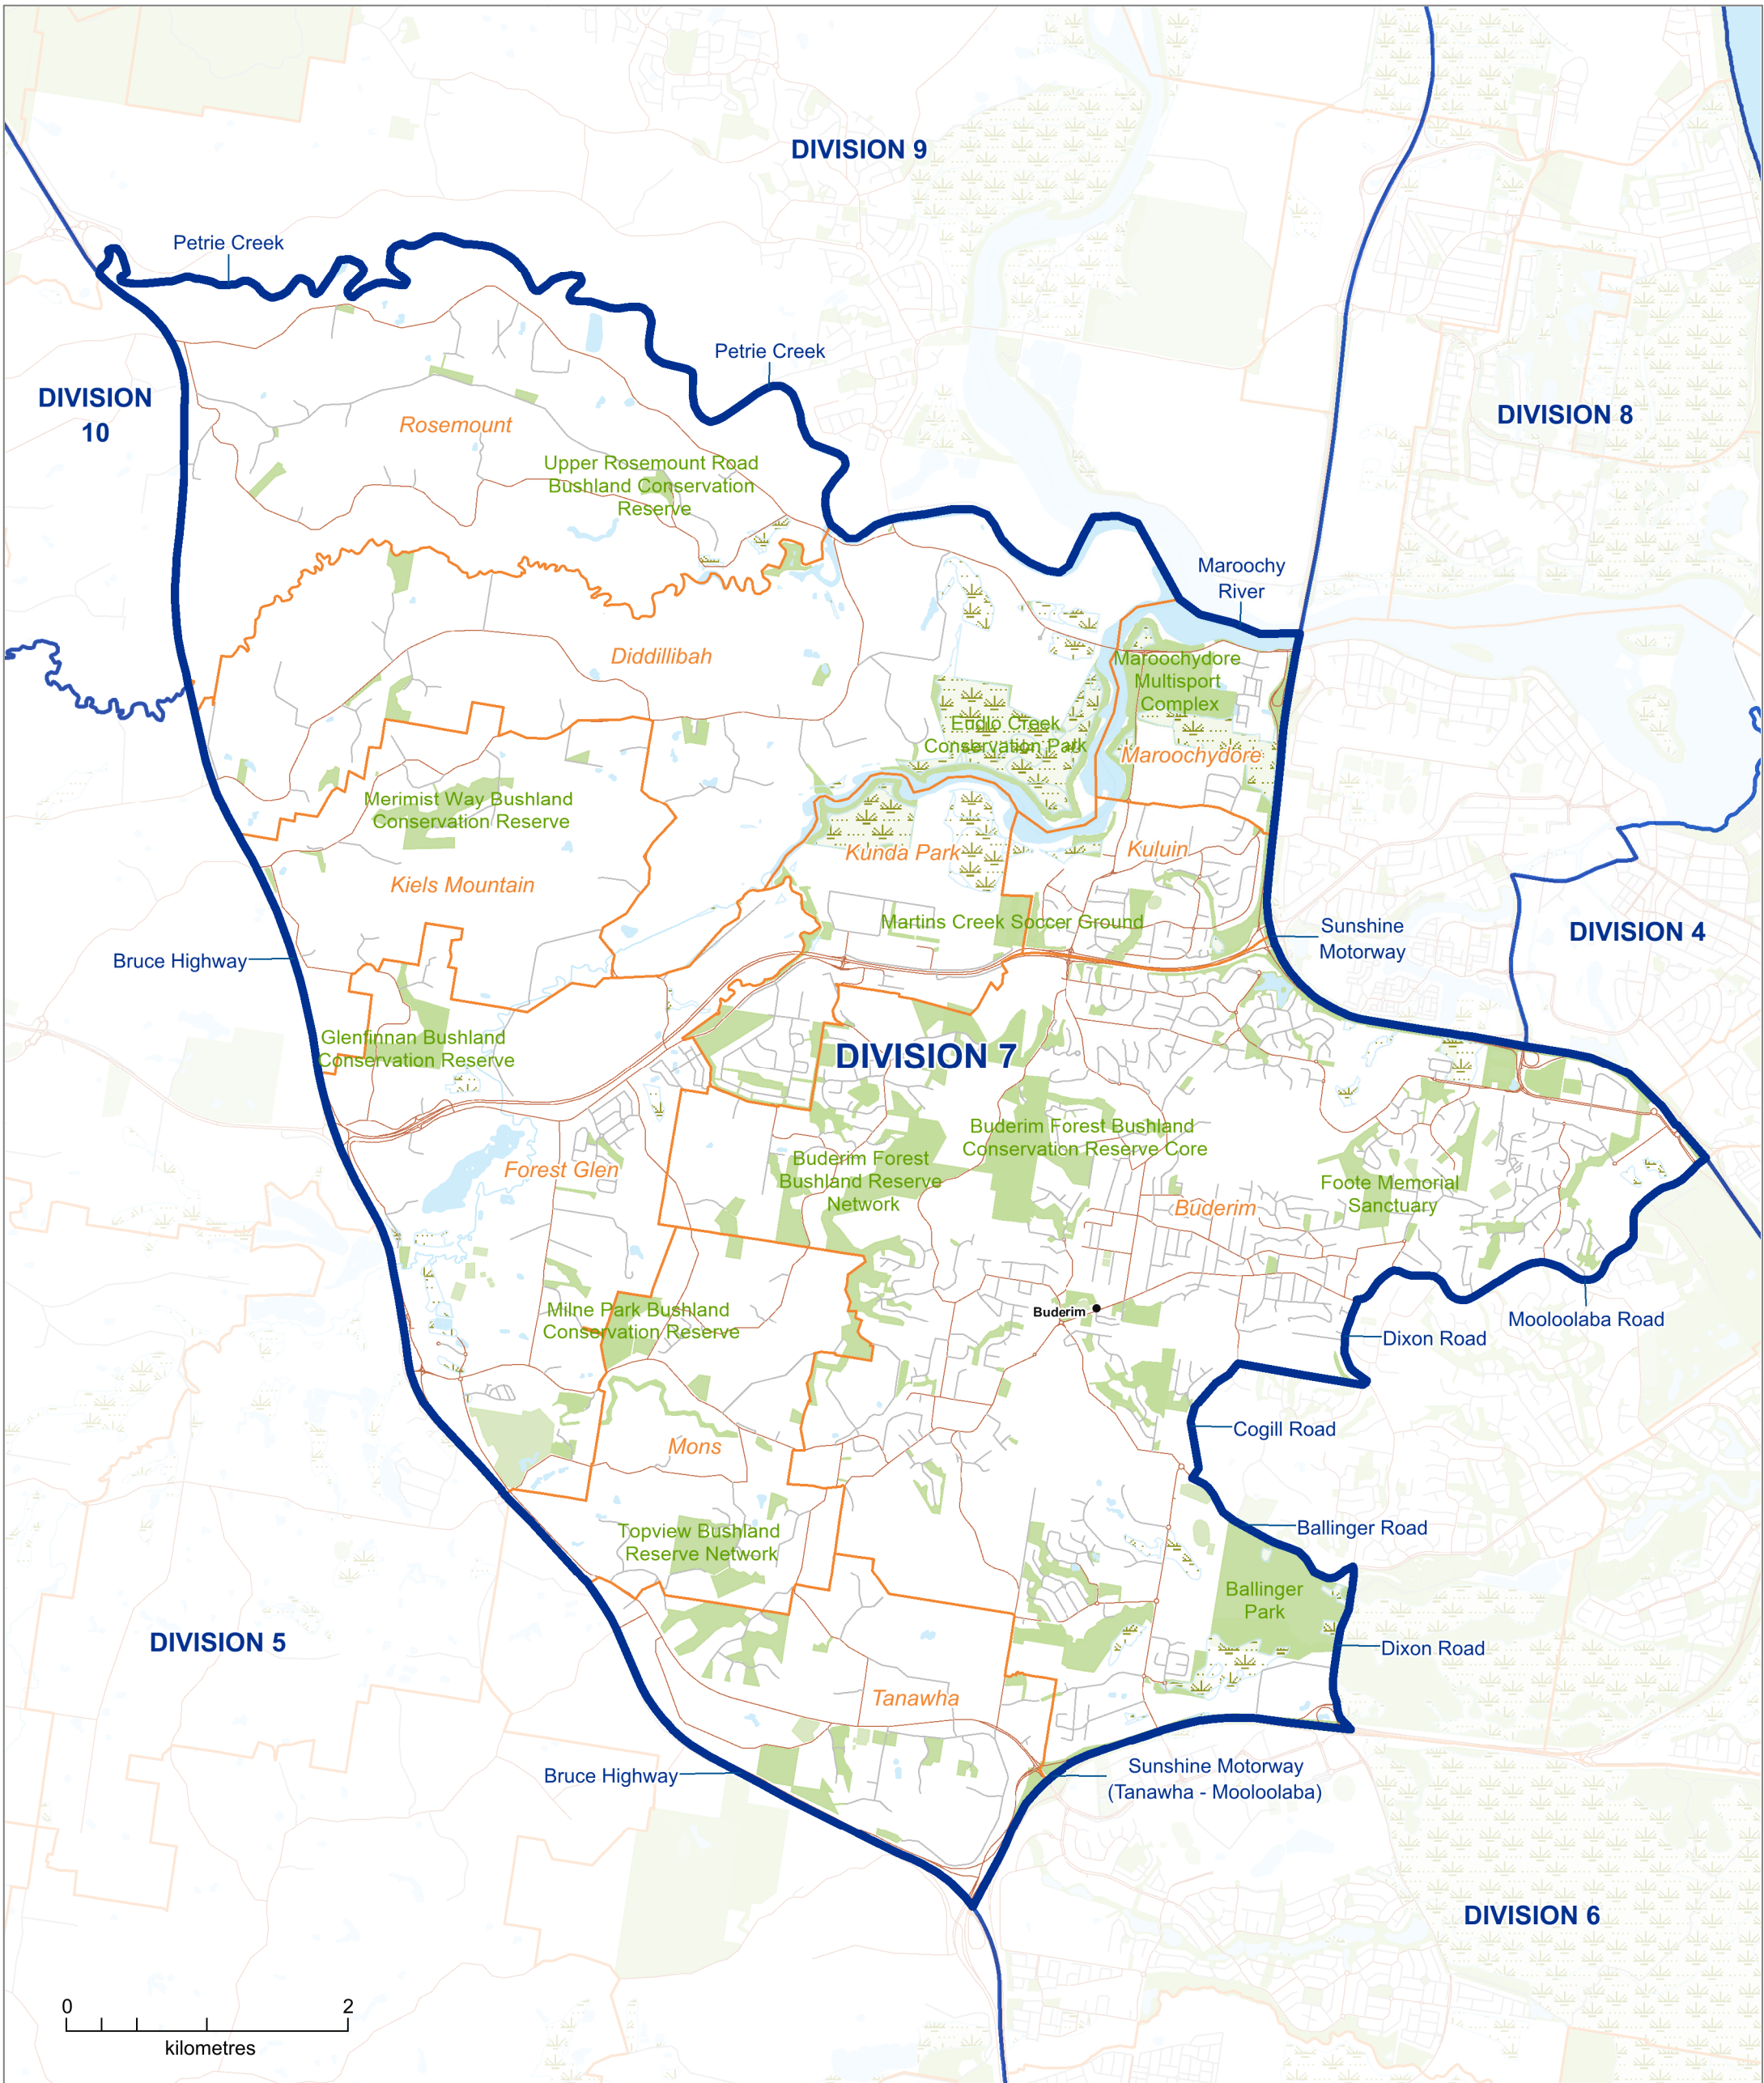 DIVISION 9
Petrie Creek
Petrie Creek
DIVISION
10
DIVISION 8
Rosemount
Upper Rosemount Road
Bushland Conservation
Reserve
Maroochy
River
Diddillibah
Maroochydore
Multisport
Complex
Eudlo Creek
Conservation Park
Maroochydore
Merimist Way Bushland
Conservation Reserve
Kunda Park
Kuluin
Kiels Mountain
Martins Creek Soccer Ground
Sunshine
Motorway
DIVISION 4
Bruce Highway
Glenfinnan Bushland
Conservation Reserve
DIVISION 7
Buderim Forest Bushland
Conservation Reserve Core
Forest Glen
Buderim Forest
Bushland Reserve
Network
Foote Memorial
Sanctuary
Buderim
Milne Park Bushland
Conservation Reserve
Buderim
Mooloolaba Road
Dixon Road
Cogill Road
Mons
Ballinger Road
Topview Bushland
Reserve Network
Ballinger
Park
DIVISION 5
Dixon Road
Tanawha
Bruce Highway
Sunshine Motorway
(Tanawha - Mooloolaba)
DIVISION 6
0 2
kilometres